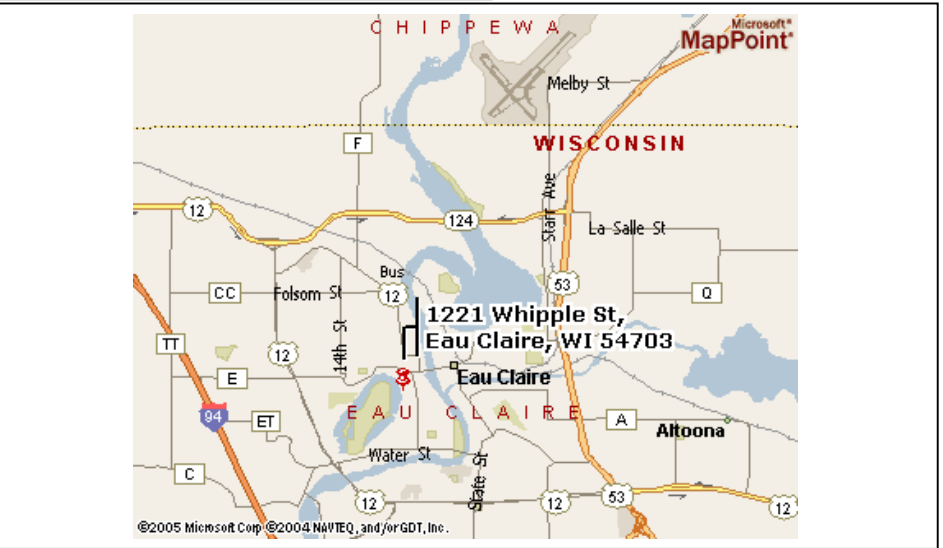 CHIPPEWA
Microsoft®
MapPoint®
Melby St
F
WISCONSIN
Starr Ave
12
124
La Salle St
Bus
53
CC
Folsom St
12
Q
14th St
1221 Whipple St,
Eau Claire, WI 54703
TT
12
E
Eau Claire
94
ET
EAU CLAIRE
A
Altoona
Water St
C
State St
12
12
53
12
©2005 Microsoft Corp ©2004 NAVTEQ, and/or GDT, Inc.